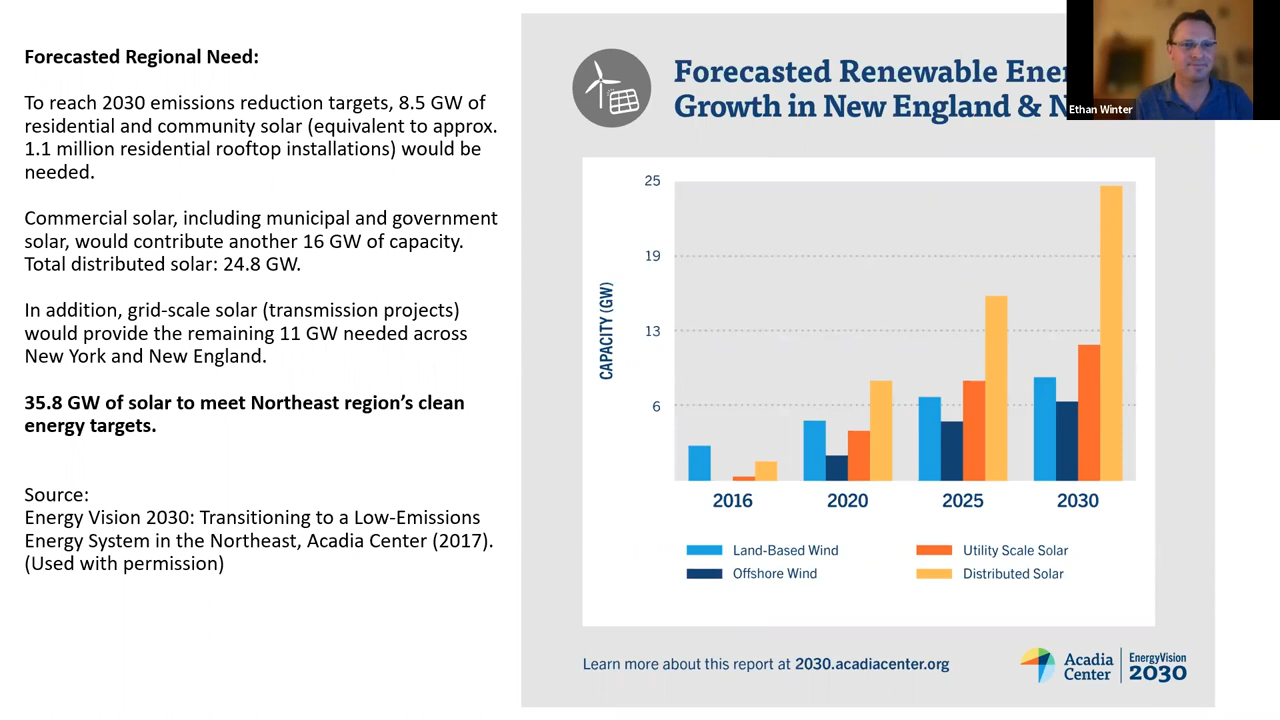 Forecasted Regional Need:
To reach 2030 emissions reduction targets, 8.5 GW of
residential and community solar (equivalent to approx.
1.1 million residential rooftop installations) would be
needed.
Commercial solar, including municipal and government
solar, would contribute another 16 GW of capacity.
Total distributed solar: 24.8 GW.
In addition, grid-scale solar (transmission projects)
would provide the remaining 11 GW needed across
New York and New England.
35.8 GW of solar to meet Northeast region's clean
energy targets.
Source:
Energy Vision 2030: Transitioning to a Low-Emissions
Energy System in the Northeast, Acadia Center (2017).
(Used with permission)
Forecasted Renewable
Growth in New England &
Ethan Winter
CAPACITY (GW)
25
19
13
6
2016 2020 2025 2030
Land-Based Wind
Utility Scale Solar
Offshore Wind
Distributed Solar
Learn more about this report at 2030.acadiacenter.org
Acadia
Center
EnergyVision
2030